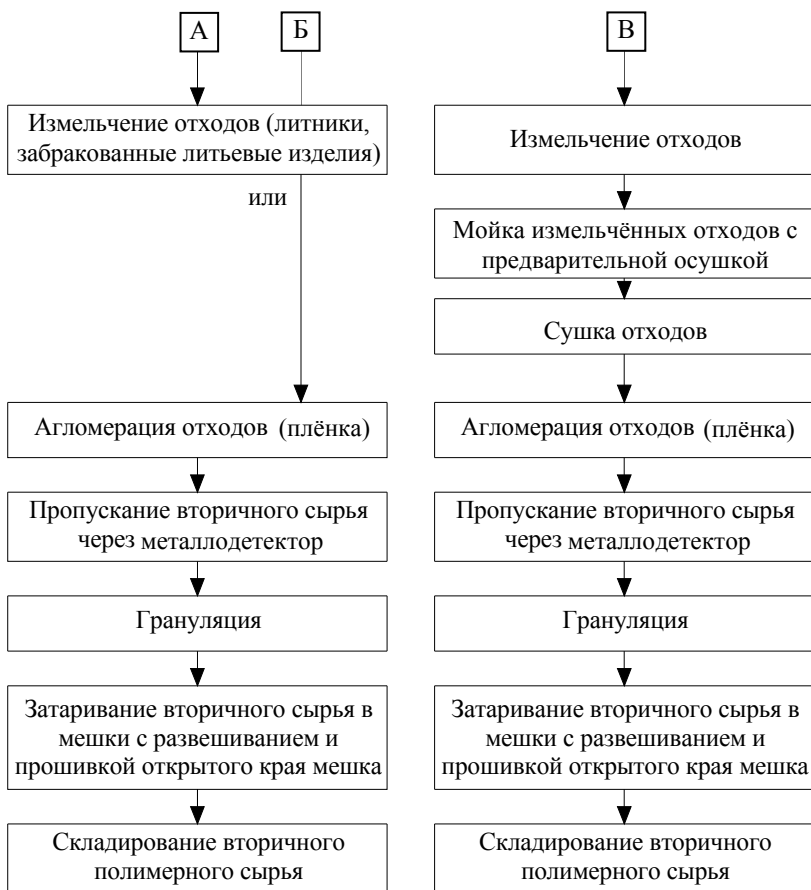 А
Б
Измельчение отходов (литники,
забракованные литьевые изделия)
или
Агломерация отходов (плёнка)
Пропускание вторичного сырья
через металлодетектор
Грануляция
Затаривание вторичного сырья в
мешки с развешиванием и
прошивкой открытого края мешка
Складирование вторичного
полимерного сырья
В
Измельчение отходов
Мойка измельчённых отходов с
предварительной осушкой
Сушка отходов
Агломерация отходов (плёнка)
Пропускание вторичного сырья
через металлодетектор
Грануляция
Затаривание вторичного сырья в
мешки с развешиванием и
прошивкой открытого края мешка
Складирование вторичного
полимерного сырья